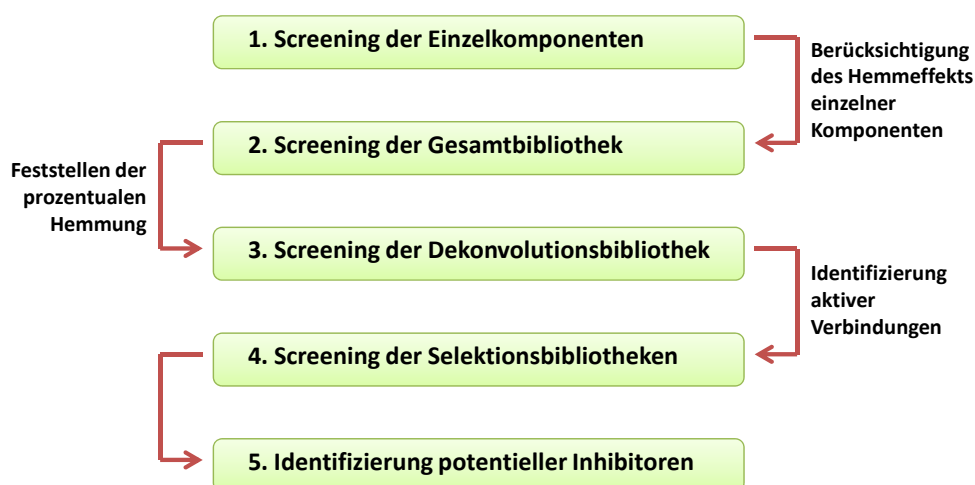 1. Screening der Einzelkomponenten
Berücksichtigung
des Hemmeffekts
einzelner
Komponenten
2. Screening der Gesamtbibliothek
Feststellen der
prozentualen
Hemmung
3. Screening der Dekonvolutionsbibliothek
Identifizierung
aktiver
Verbindungen
4. Screening der Selektionsbibliotheken
5. Identifizierung potentieller Inhibitoren